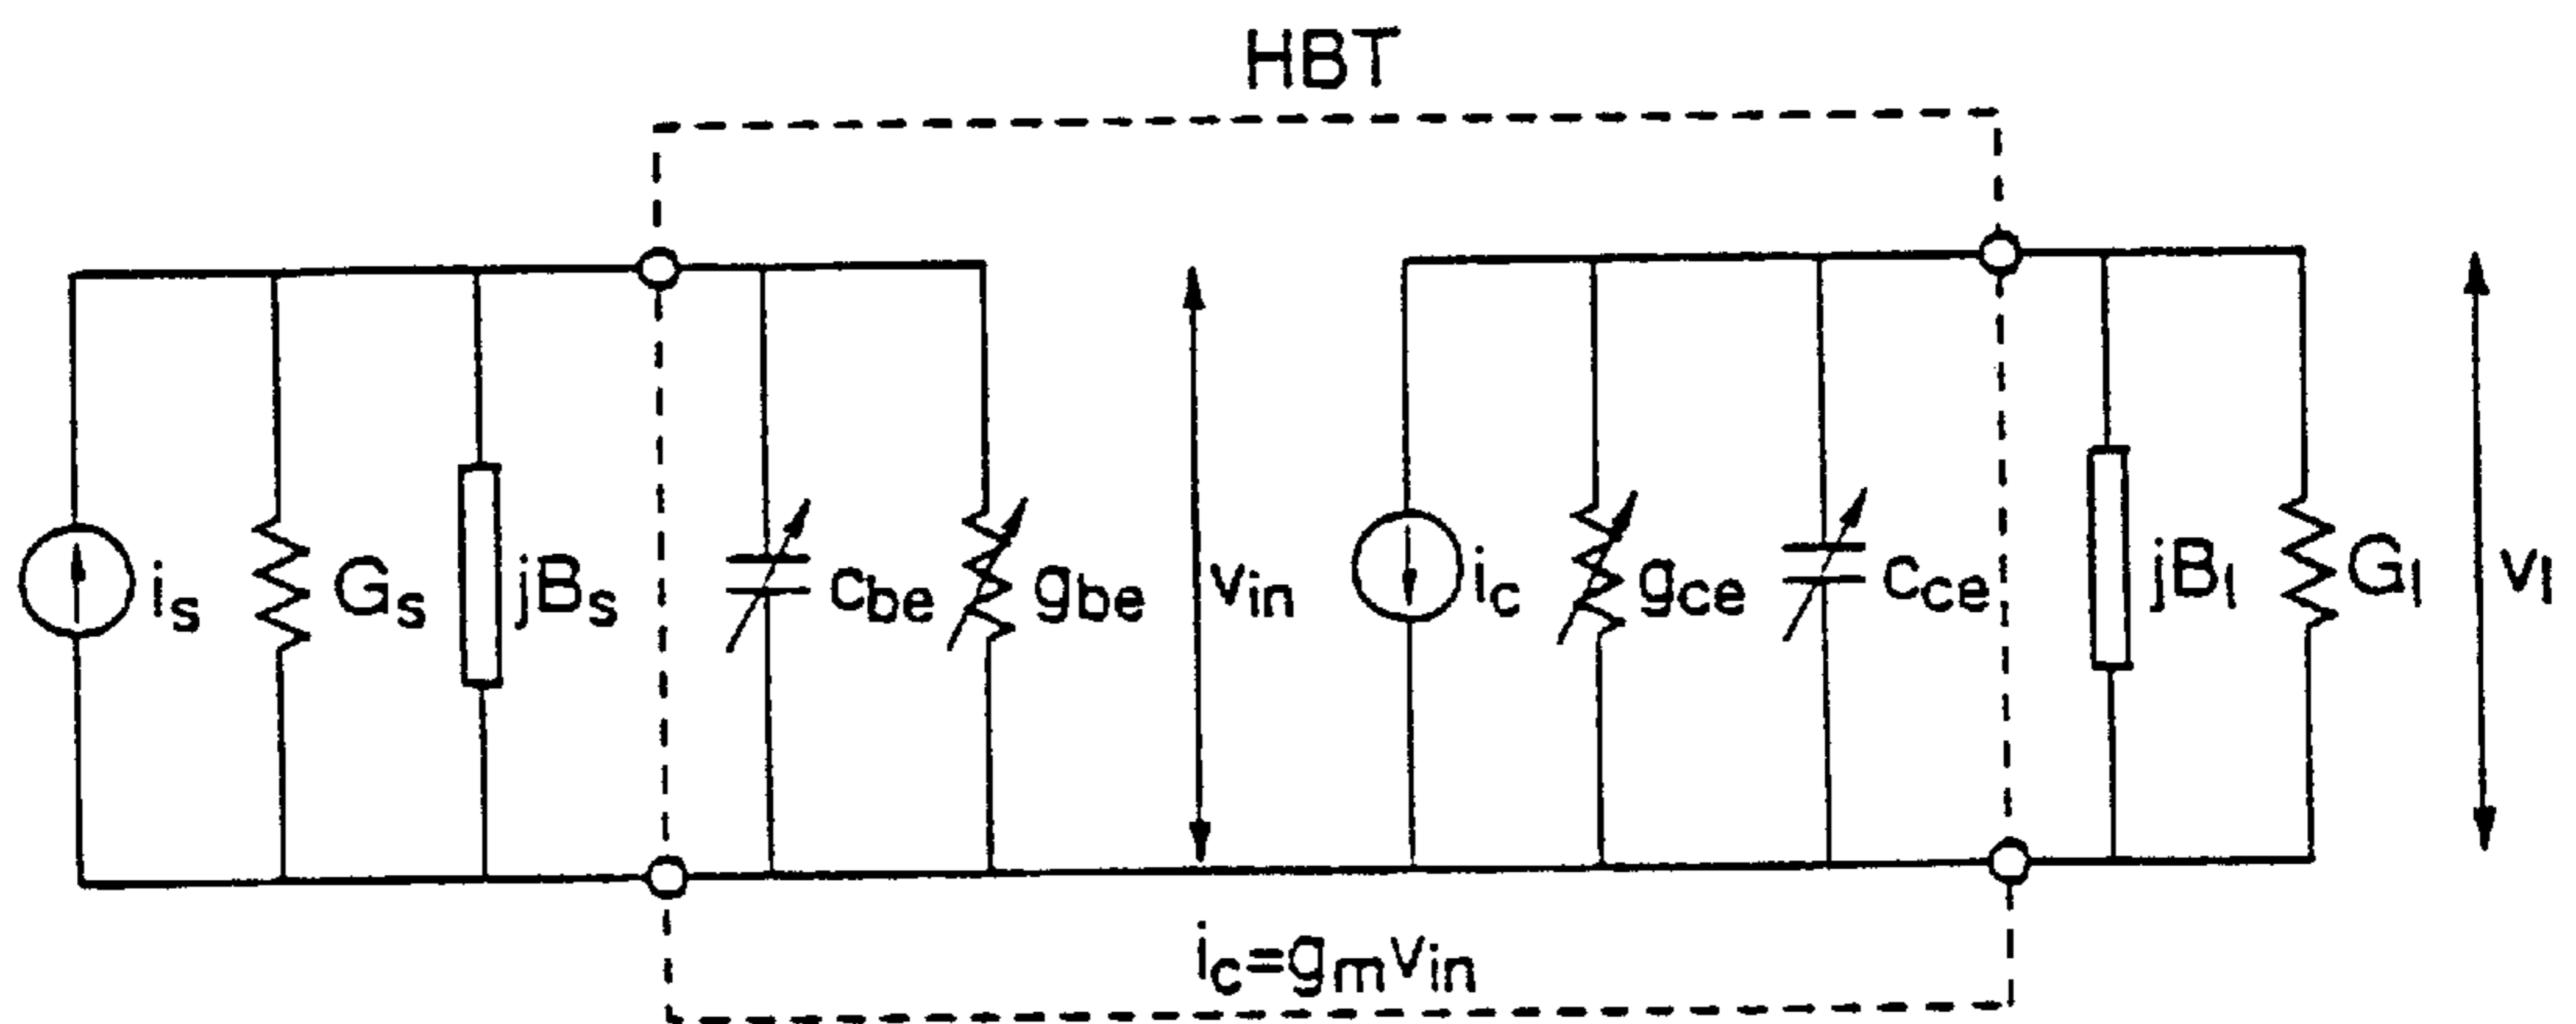 HBT
is
Gs
jBs
cbe
gbe
vin
ic
gce
cce
jBl
Gl
vl
ic=gmvin